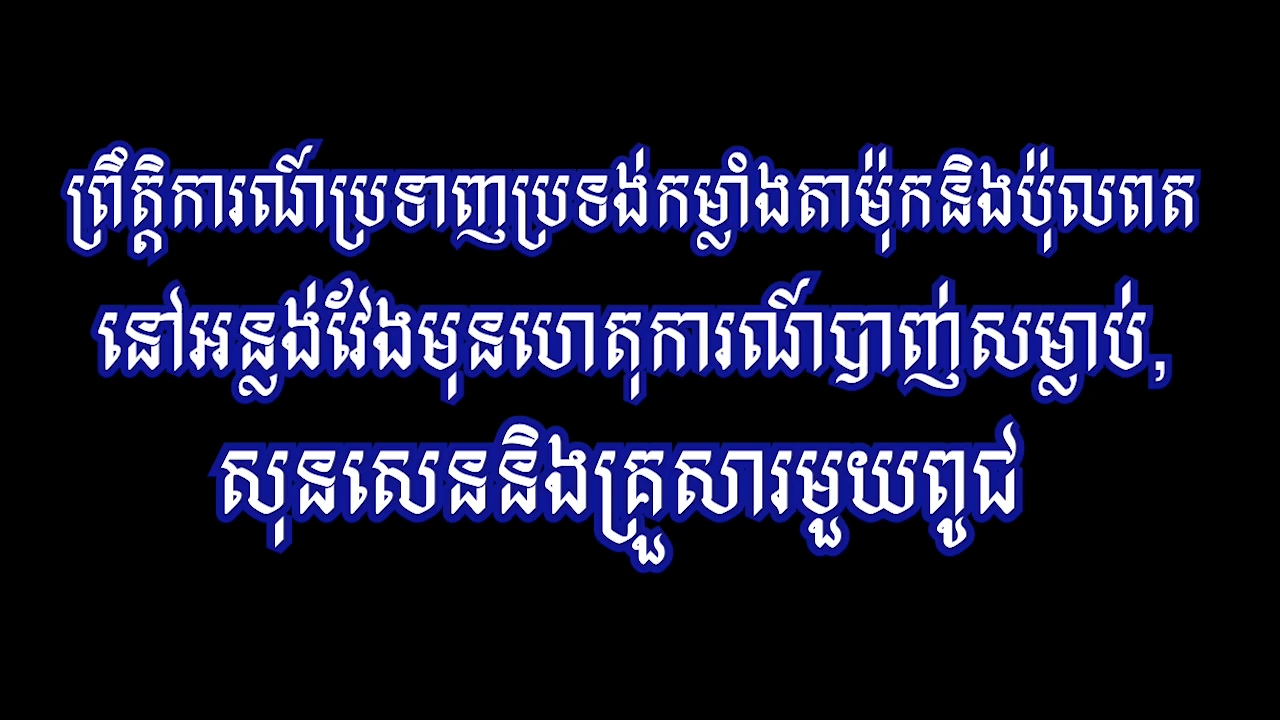 ព្រឹត្តិការណ៍ប្រទាញប្រទង់កម្លាំងតាម៉ុកនិងប៉ុលពត
នៅអន្លង់វែងមុនហេតុការណ៍បាញ់សម្លាប់,
សុនសេននិងគ្រួសារមួយពូជ